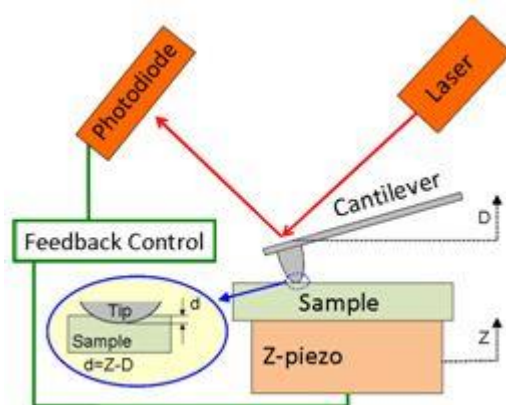 Photodiode
Laser
Cantilever
D
Feedback Control
Tip
d
Sample
d=Z-D
Sample
Z
Z-piezo